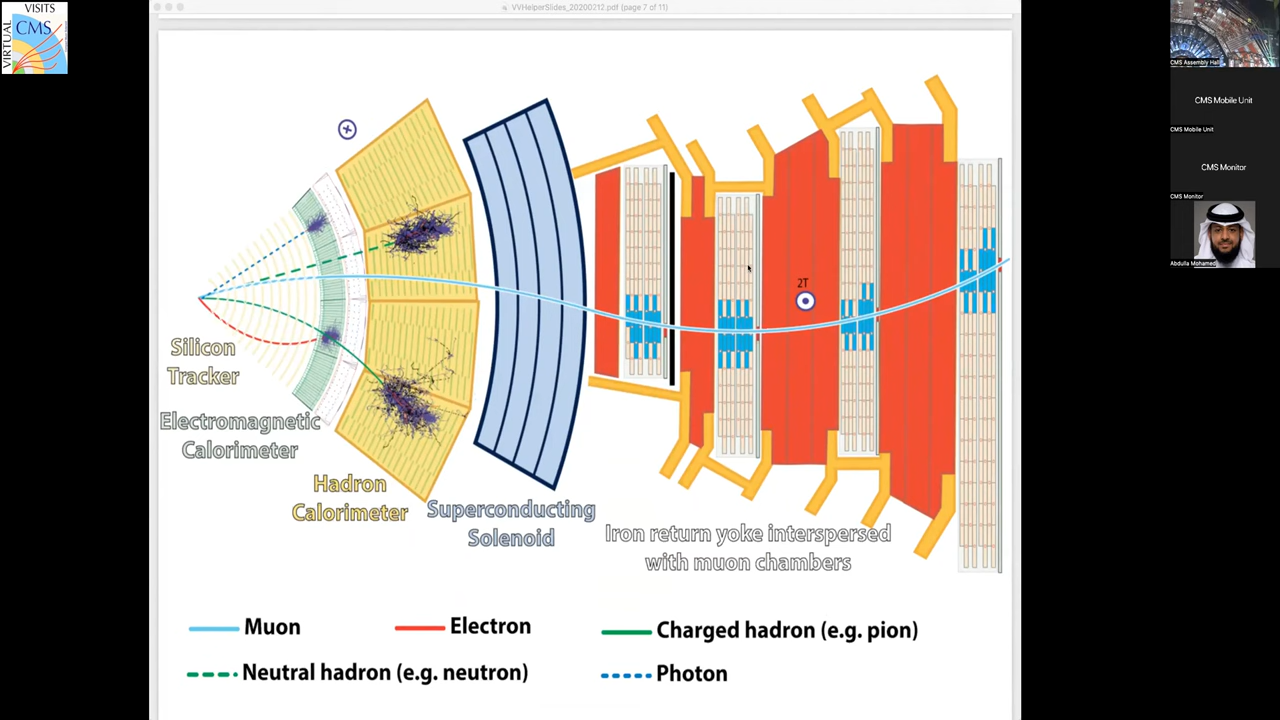 VVHelperSlides_20200212.pdf (page 7 of 11)
VIRTUAL
VISITS
CMS
2T
Silicon
Tracker
Electromagnetic
Calorimeter
Hadron
Calorimeter
Superconducting
Solenoid
Iron return yoke interspersed
with muon chambers
Muon
Electron
Charged hadron (e.g. pion)
Neutral hadron (e.g. neutron)
Photon
CMS Assembly Hall
CMS Mobile Unit
CMS Mobile Unit
CMS Monitor
CMS Monitor
Abdulla Mohamed